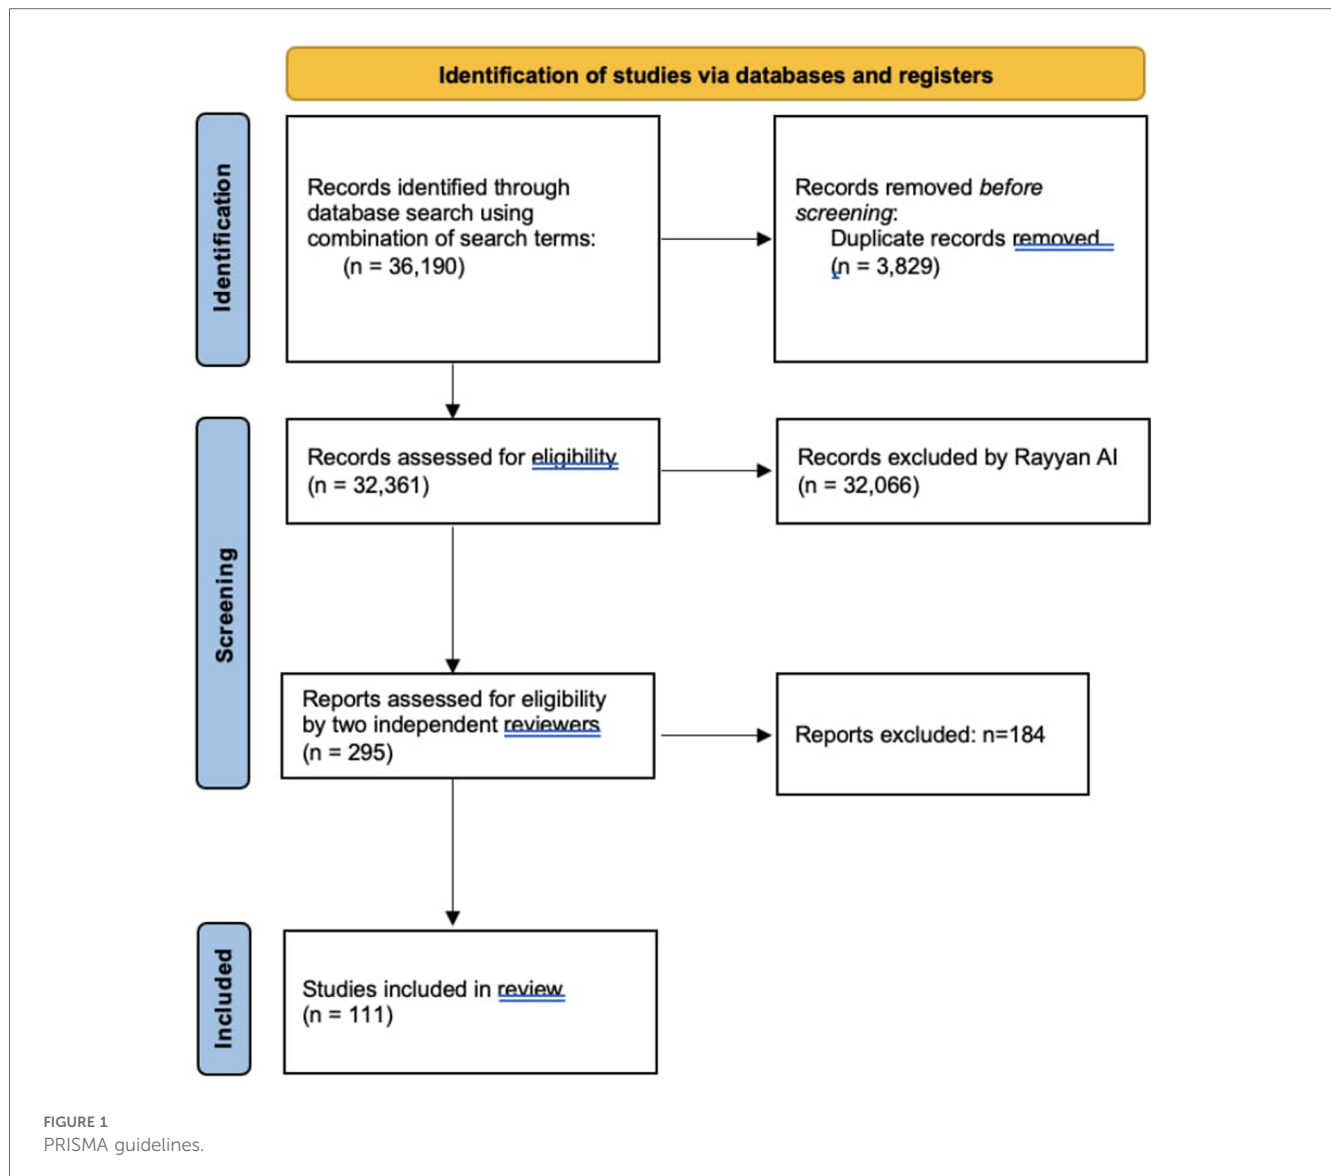 Identification of studies via databases and registers
Identification
Records identified through
database search using
combination of search terms:
(n = 36,190)
Records removed before
screening:
Duplicate records removed
(n = 3,829)
Screening
Records assessed for eligibility
(n = 32,361)
Records excluded by Rayyan AI
(n = 32,066)
Reports assessed for eligibility
by two independent reviewers
(n = 295)
Reports excluded: n=184
Included
Studies included in review
(n = 111)
FIGURE 1
PRISMA guidelines.